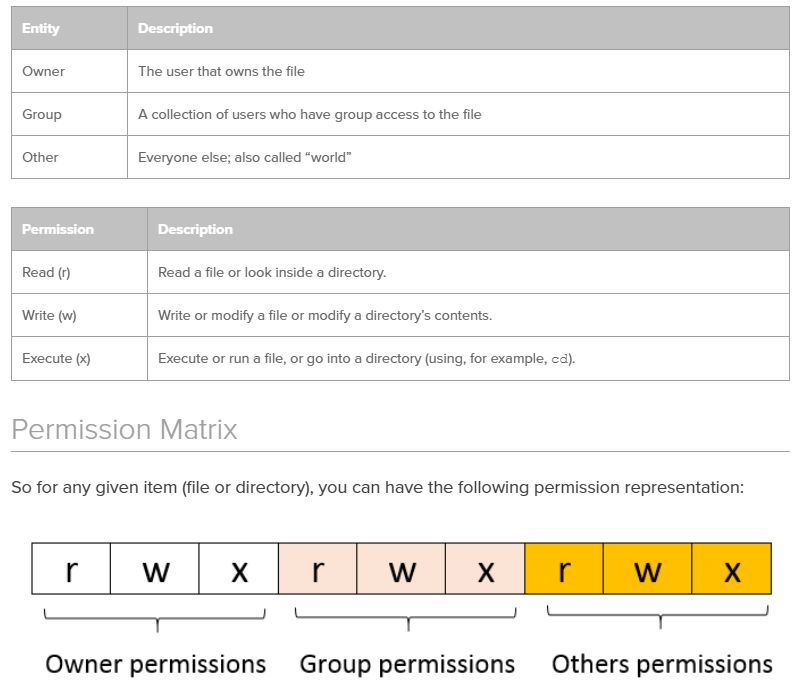 Entity Description
Owner The user that owns the file
Group A collection of users who have group access to the file
Other Everyone else; also called “world”
Permission Description
Read (r) Read a file or look inside a directory.
Write (w) Write or modify a file or modify a directory’s contents.
Execute (x) Execute or run a file, or go into a directory (using, for example, cd).
Permission Matrix
So for any given item (file or directory), you can have the following permission representation:
r w x r w x r w x
Owner permissions Group permissions Others permissions